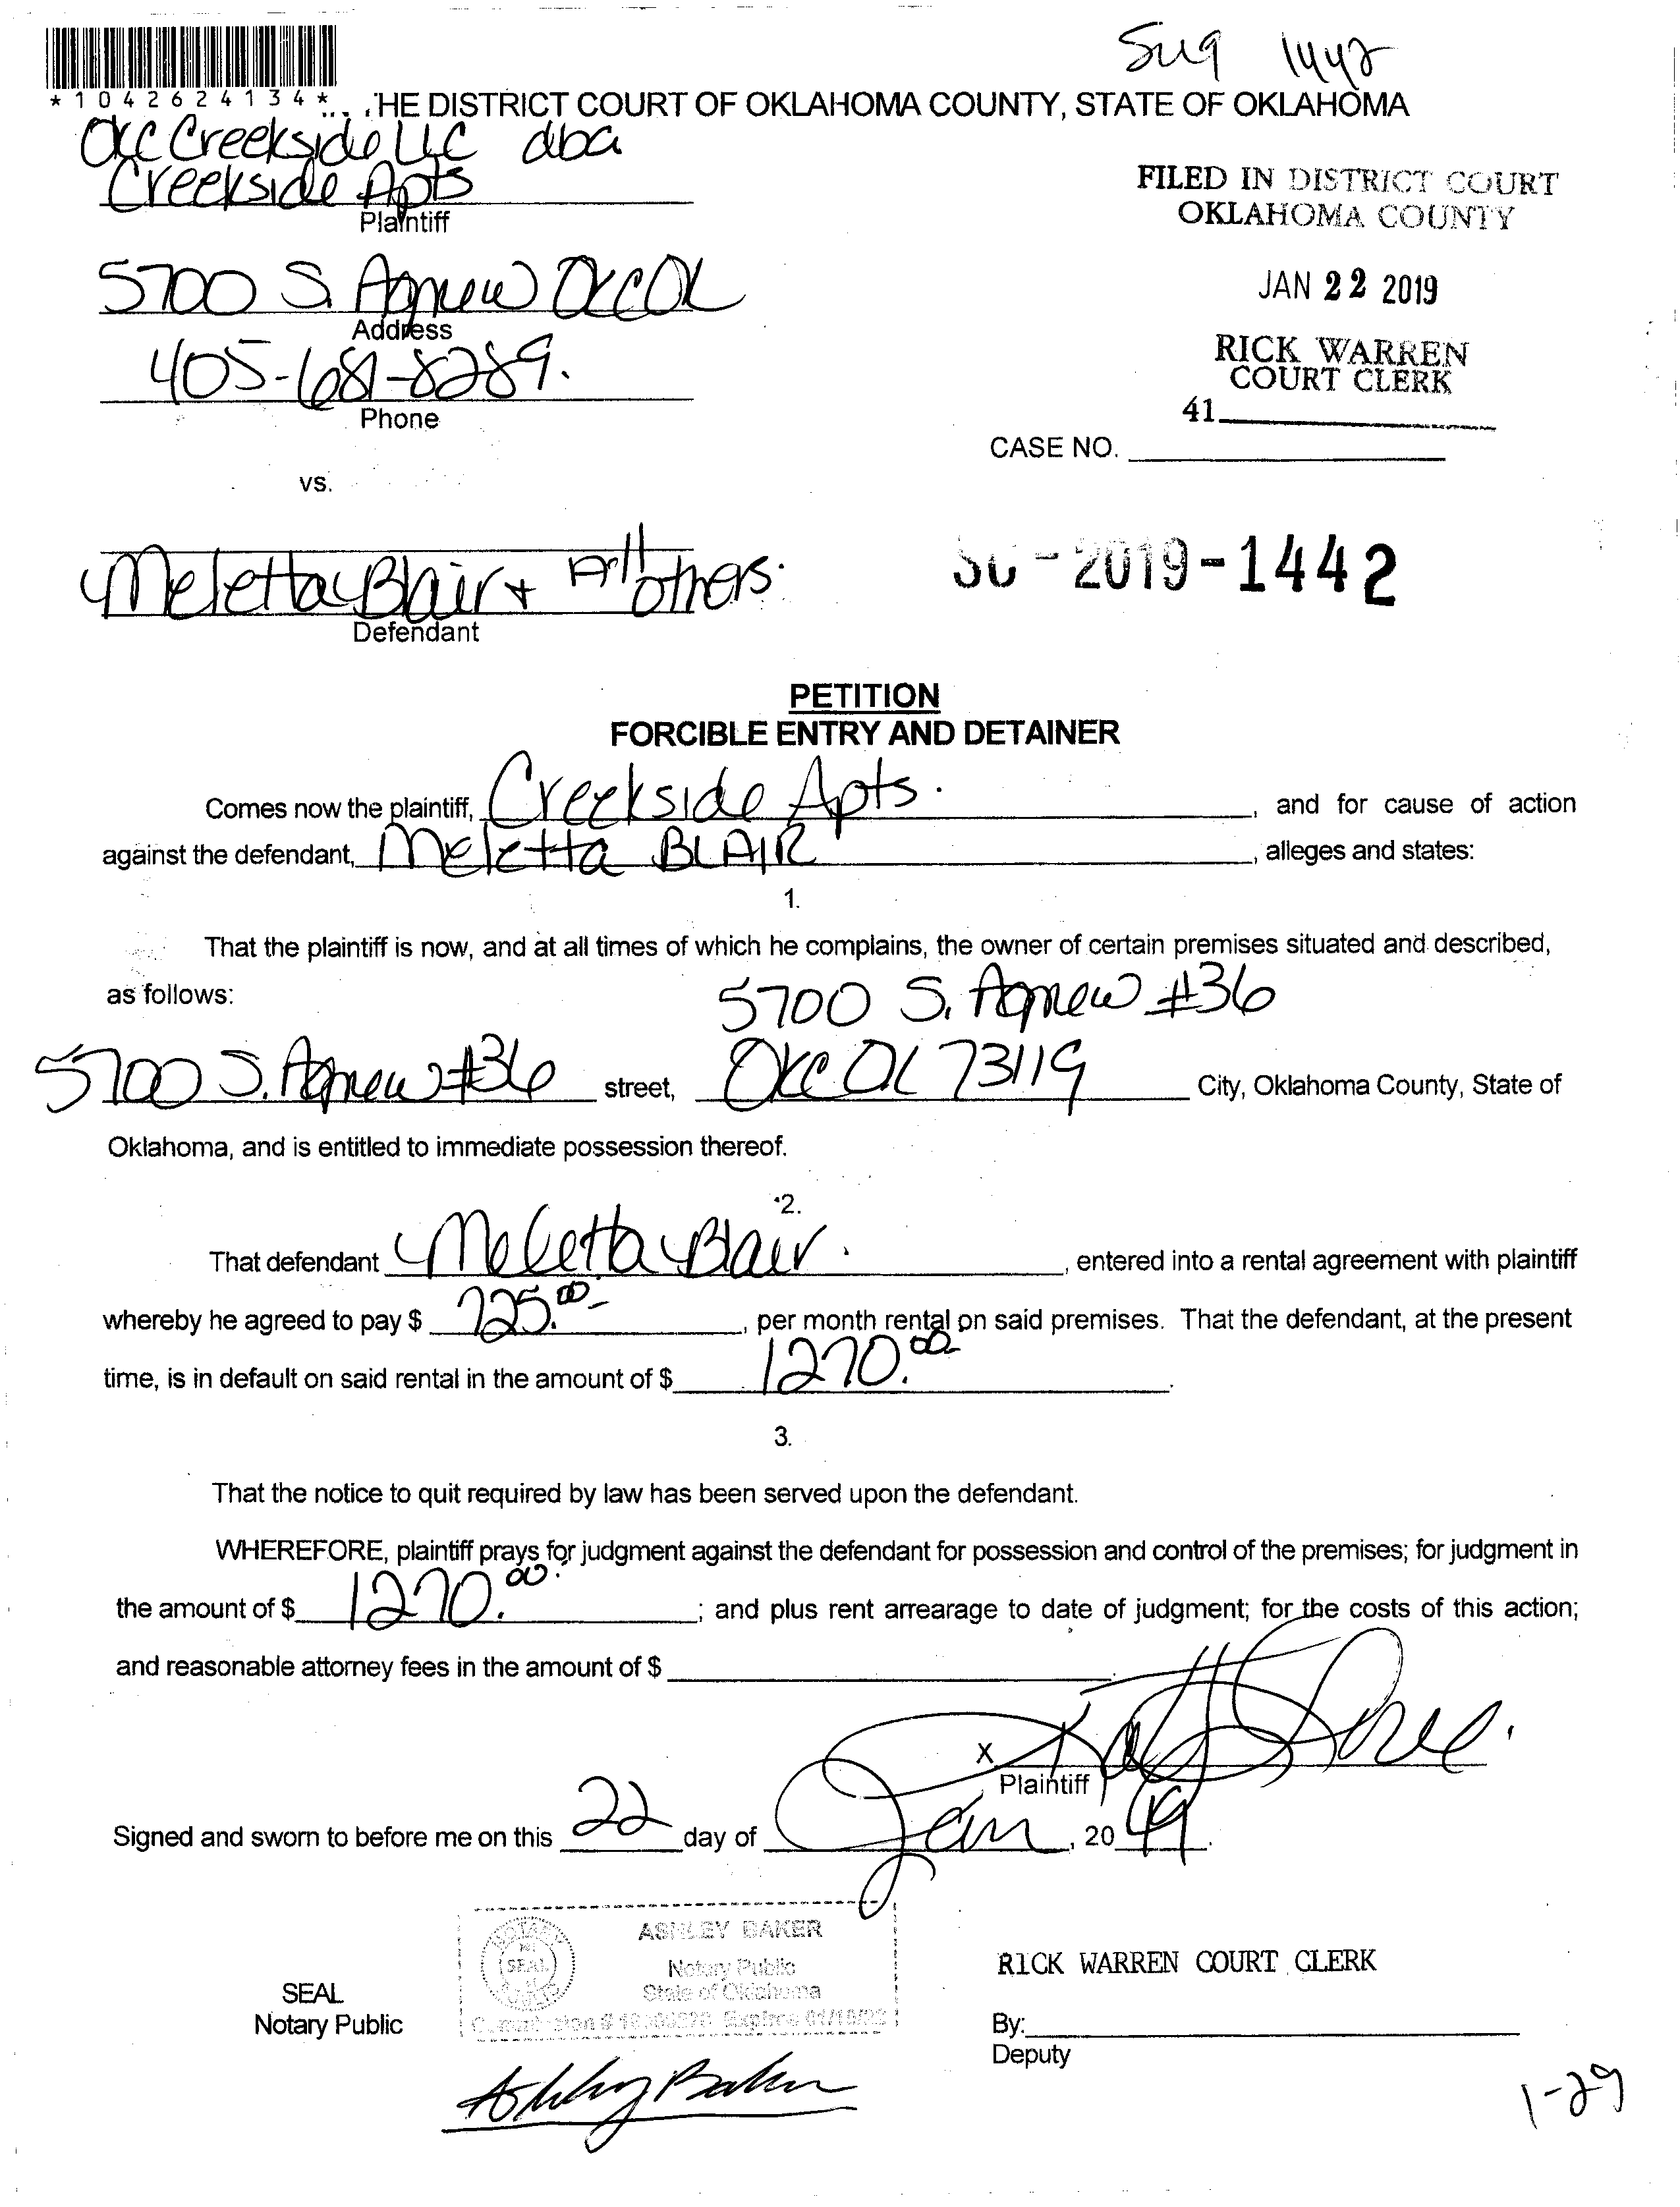 Sug 1442
*1042624134*
HE DISTRICT COURT OF OKLAHOMA COUNTY, STATE OF OKLAHOMA
OKC Creekside LLC dba
Creekside Apts
Plaintiff
FILED IN DISTRICT COURT
OKLAHOMA COUNTY
5700 S. Agnew OKC OK
Address
JAN 22 2019
405-681-8289.
Phone
RICK WARREN
COURT CLERK
41
CASE NO.
vs.
Meletta Blair + All others.
Defendant
SC-2019-1442
PETITION
FORCIBLE ENTRY AND DETAINER
Comes now the plaintiff, Creekside Apts. , and for cause of action
against the defendant, Meletta BLAIR , alleges and states:
1.
That the plaintiff is now, and at all times of which he complains, the owner of certain premises situated and described,
as follows:
5700 S. Agnew #36
5700 S. Agnew #36 street, OKC OK 73119 City, Oklahoma County, State of
Oklahoma, and is entitled to immediate possession thereof.
2.
That defendant Meletta Blair. , entered into a rental agreement with plaintiff
whereby he agreed to pay $ 725.00 , per month rental on said premises. That the defendant, at the present
time, is in default on said rental in the amount of $ 1270.00 .
3.
That the notice to quit required by law has been served upon the defendant.
WHEREFORE, plaintiff prays for judgment against the defendant for possession and control of the premises; for judgment in
the amount of $ 1270.00 ; and plus rent arrearage to date of judgment; for the costs of this action;
and reasonable attorney fees in the amount of $ .
X
Plaintiff
Signed and sworn to before me on this 22 day of Jan , 20 19 .
ASHLEY BAKER
Notary Public
State of Oklahoma
SEAL
Notary Public
RICK WARREN COURT CLERK
By:
Deputy
Ashley Baker
1-29